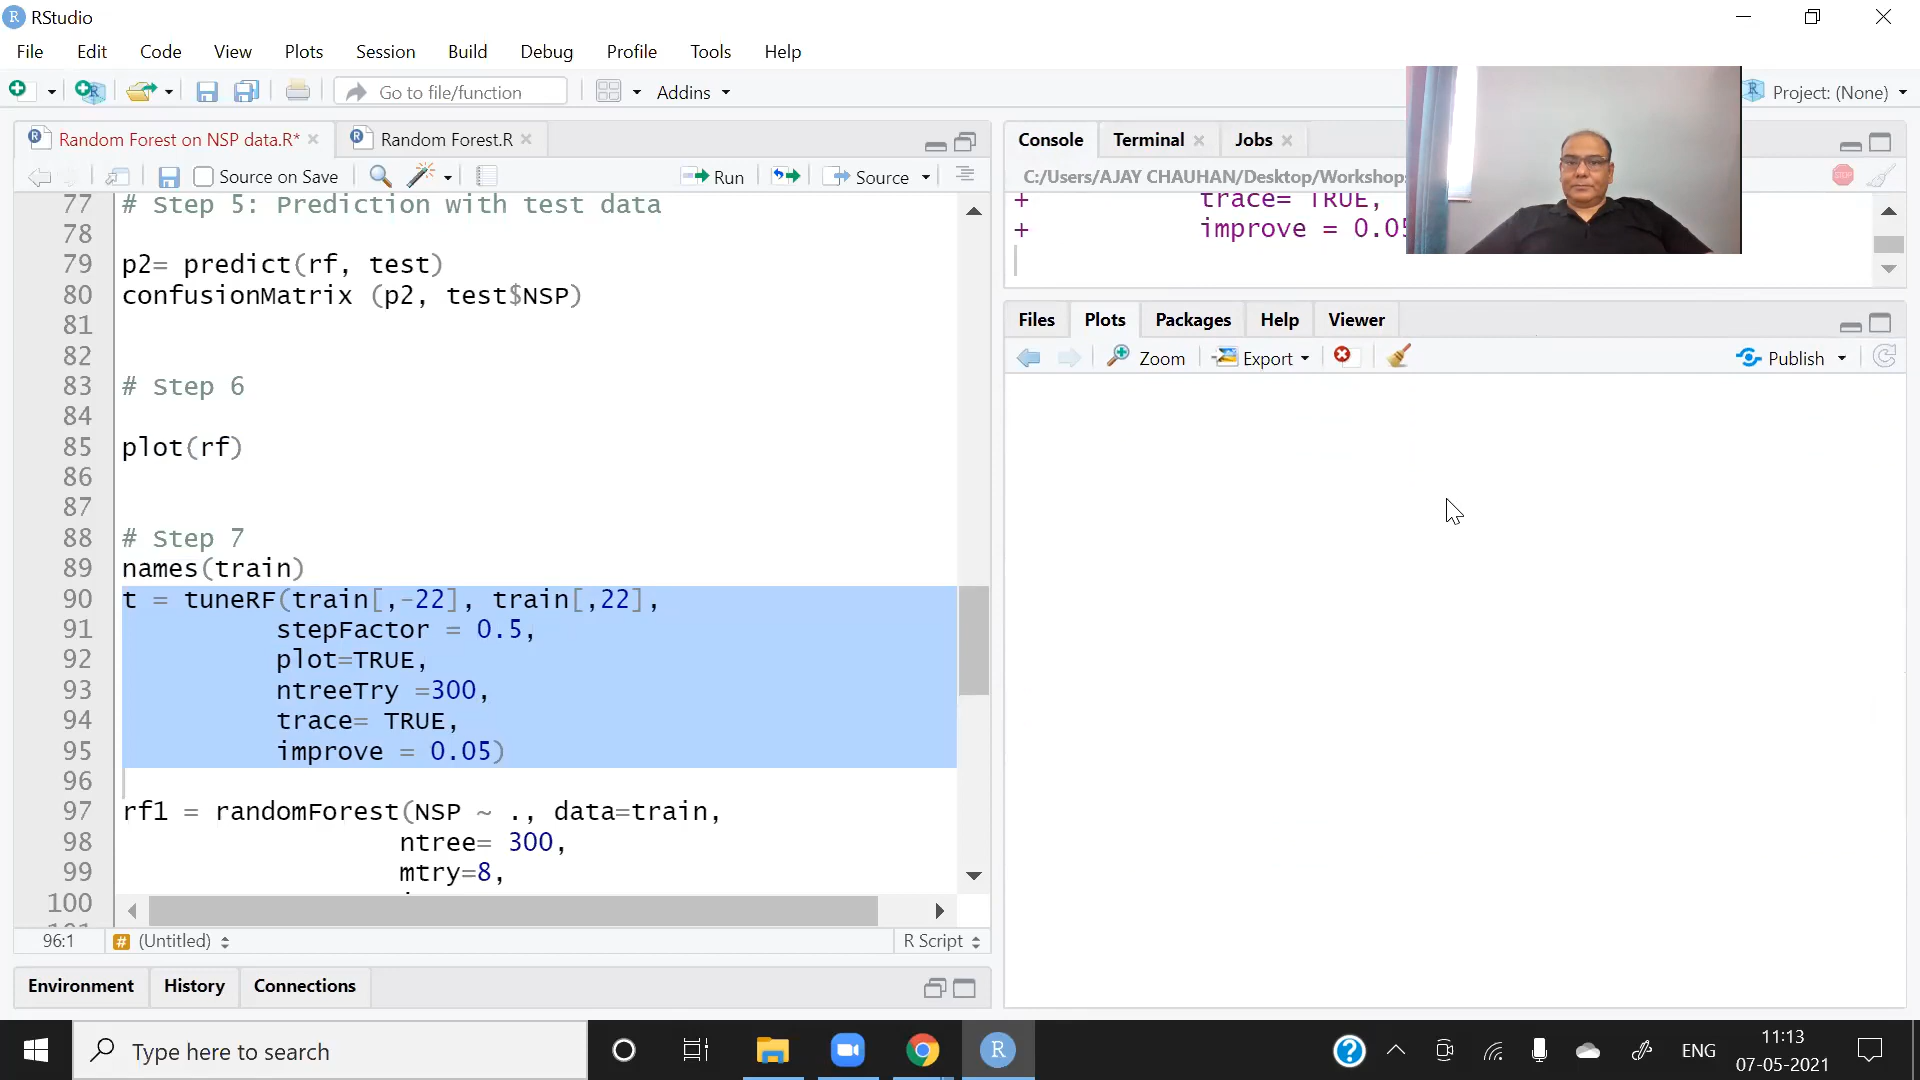 RStudio
File Edit Code View Plots Session Build Debug Profile Tools Help
Go to file/function Addins Project: (None)
Random Forest on NSP data.R* Random Forest.R
Source on Save Run Source
77 # Step 5: Prediction with test data
78
79 p2= predict(rf, test)
80 confusionMatrix (p2, test$NSP)
81
82
83 # Step 6
84
85 plot(rf)
86
87
88 # Step 7
89 names(train)
90 t = tuneRF(train[,-22], train[,22],
91 stepFactor = 0.5,
92 plot=TRUE,
93 ntreeTry =300,
94 trace= TRUE,
95 improve = 0.05)
96
97 rf1 = randomForest(NSP ~ ., data=train,
98 ntree= 300,
99 mtry=8,
100
96:1 # (Untitled) R Script
Environment History Connections
Console Terminal Jobs
C:/Users/AJAY CHAUHAN/Desktop/Workshops
+ trace= TRUE,
+ improve = 0.05
STOP
Files Plots Packages Help Viewer
Zoom Export Publish
Type here to search
R
ENG
11:13
07-05-2021